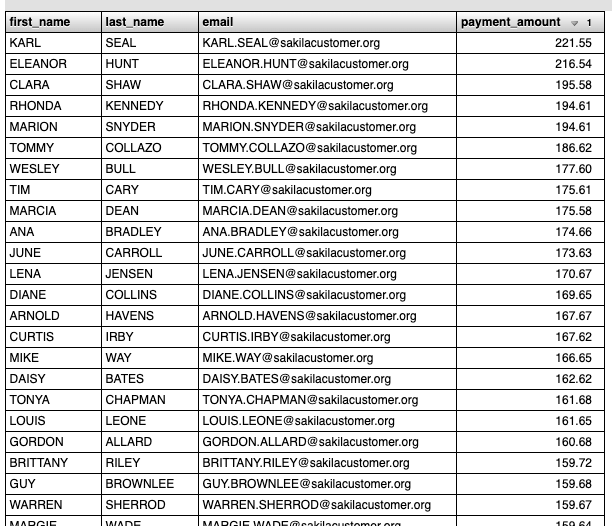 first_name last_name email payment_amount 1
KARL SEAL KARL.SEAL@sakilacustomer.org 221.55
ELEANOR HUNT ELEANOR.HUNT@sakilacustomer.org 216.54
CLARA SHAW CLARA.SHAW@sakilacustomer.org 195.58
RHONDA KENNEDY RHONDA.KENNEDY@sakilacustomer.org 194.61
MARION SNYDER MARION.SNYDER@sakilacustomer.org 194.61
TOMMY COLLAZO TOMMY.COLLAZO@sakilacustomer.org 186.62
WESLEY BULL WESLEY.BULL@sakilacustomer.org 177.60
TIM CARY TIM.CARY@sakilacustomer.org 175.61
MARCIA DEAN MARCIA.DEAN@sakilacustomer.org 175.58
ANA BRADLEY ANA.BRADLEY@sakilacustomer.org 174.66
JUNE CARROLL JUNE.CARROLL@sakilacustomer.org 173.63
LENA JENSEN LENA.JENSEN@sakilacustomer.org 170.67
DIANE COLLINS DIANE.COLLINS@sakilacustomer.org 169.65
ARNOLD HAVENS ARNOLD.HAVENS@sakilacustomer.org 167.67
CURTIS IRBY CURTIS.IRBY@sakilacustomer.org 167.62
MIKE WAY MIKE.WAY@sakilacustomer.org 166.65
DAISY BATES DAISY.BATES@sakilacustomer.org 162.62
TONYA CHAPMAN TONYA.CHAPMAN@sakilacustomer.org 161.68
LOUIS LEONE LOUIS.LEONE@sakilacustomer.org 161.65
GORDON ALLARD GORDON.ALLARD@sakilacustomer.org 160.68
BRITTANY RILEY BRITTANY.RILEY@sakilacustomer.org 159.72
GUY BROWNLEE GUY.BROWNLEE@sakilacustomer.org 159.68
WARREN SHERROD WARREN.SHERROD@sakilacustomer.org 159.67
MARGIE WADE MARGIE.WADE@sakilacustomer.org 159.64